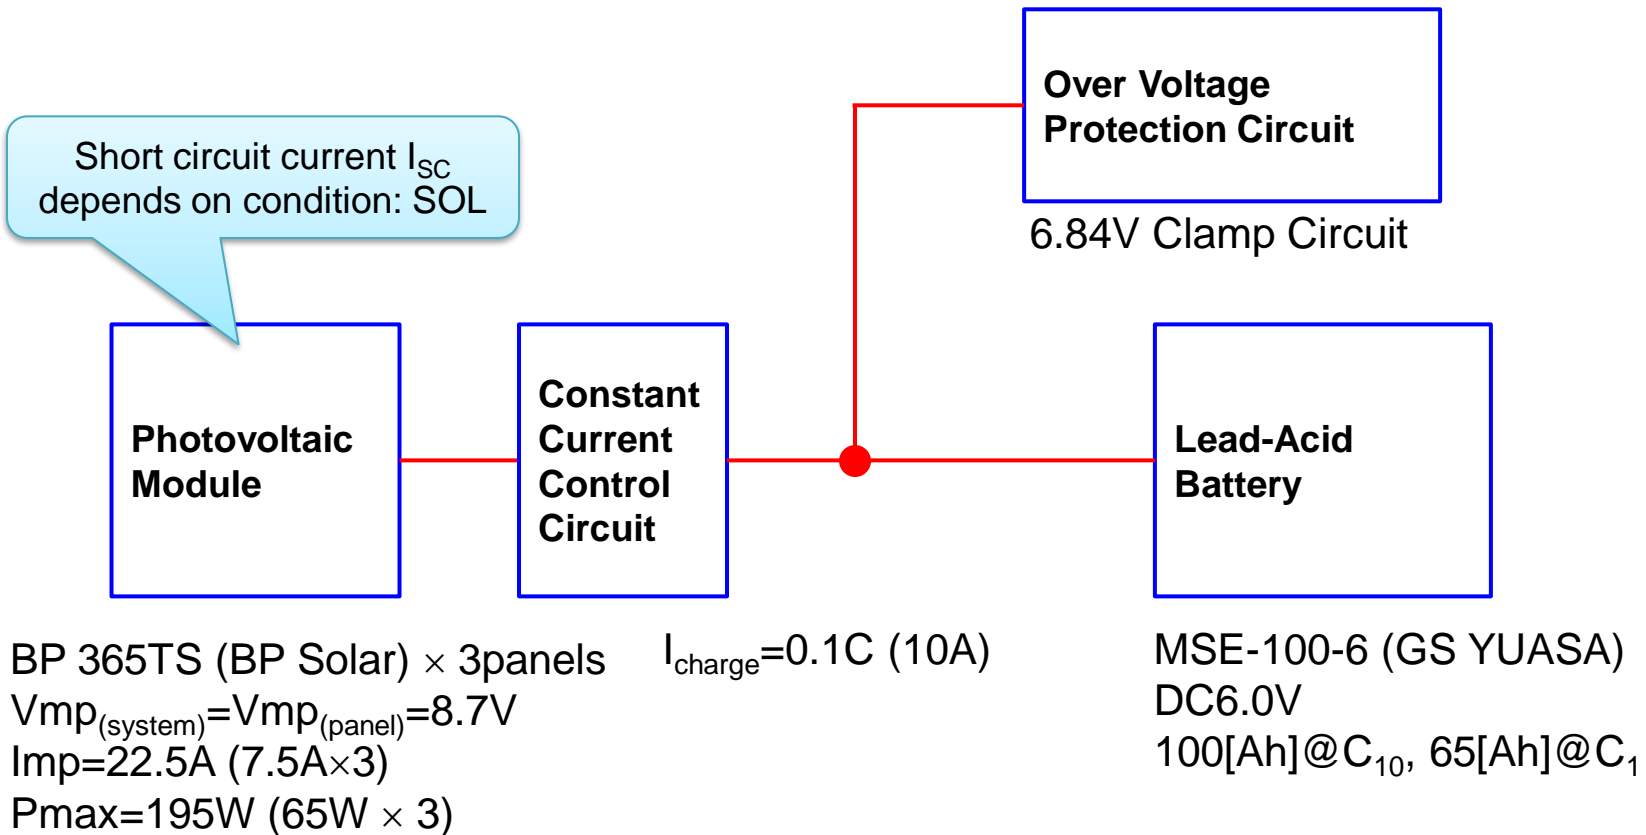 Over Voltage
Protection Circuit
6.84V Clamp Circuit
Short circuit current I_SC
depends on condition: SOL
Photovoltaic
Module
Constant
Current
Control
Circuit
Lead-Acid
Battery
BP 365TS (BP Solar) × 3panels
Vmp(system)=Vmp(panel)=8.7V
Imp=22.5A (7.5A×3)
Pmax=195W (65W × 3)
Icharge=0.1C (10A)
MSE-100-6 (GS YUASA)
DC6.0V
100[Ah]@C10, 65[Ah]@C1